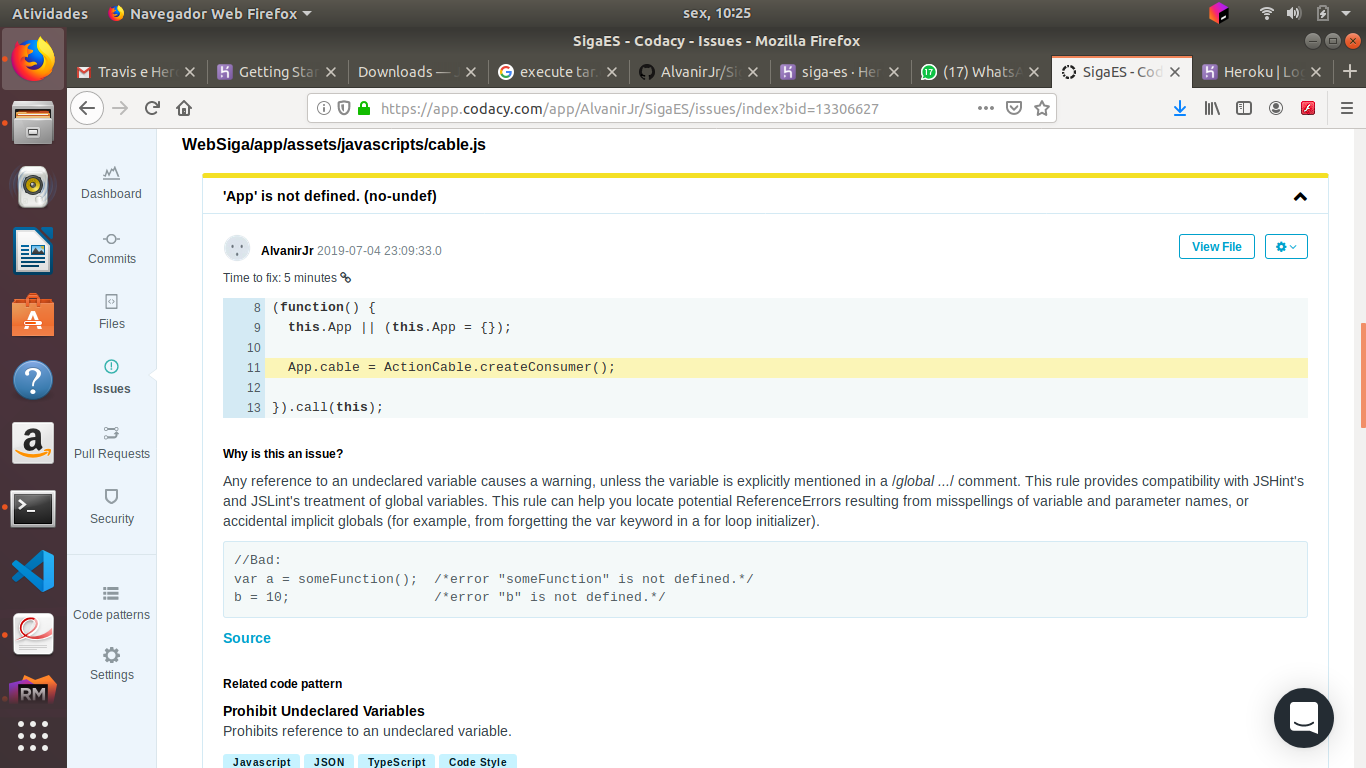 Atividades
Navegador Web Firefox
sex, 10:25
SigaES - Codacy - Issues - Mozilla Firefox
Travis e Her
Getting Star
Downloads — J
execute tar.
AlvanirJr/Sig
siga-es · Her
(17) WhatsA
SigaES - Cod
Heroku | Lo
https://app.codacy.com/app/AlvanirJr/SigaES/issues/index?bid=13306627
Dashboard
Commits
Files
Issues
Pull Requests
Security
Code patterns
Settings
WebSiga/app/assets/javascripts/cable.js
'App' is not defined. (no-undef)
AlvanirJr 2019-07-04 23:09:33.0
View File
Time to fix: 5 minutes
8 (function() {
9 this.App || (this.App = {});
10
11 App.cable = ActionCable.createConsumer();
12
13 }).call(this);
Why is this an issue?
Any reference to an undeclared variable causes a warning, unless the variable is explicitly mentioned in a /global .../ comment. This rule provides compatibility with JSHint's
and JSLint's treatment of global variables. This rule can help you locate potential ReferenceErrors resulting from misspellings of variable and parameter names, or
accidental implicit globals (for example, from forgetting the var keyword in a for loop initializer).
//Bad:
var a = someFunction(); /*error "someFunction" is not defined.*/
b = 10; /*error "b" is not defined.*/
Source
Related code pattern
Prohibit Undeclared Variables
Prohibits reference to an undeclared variable.
Javascript
JSON
TypeScript
Code Style
RM